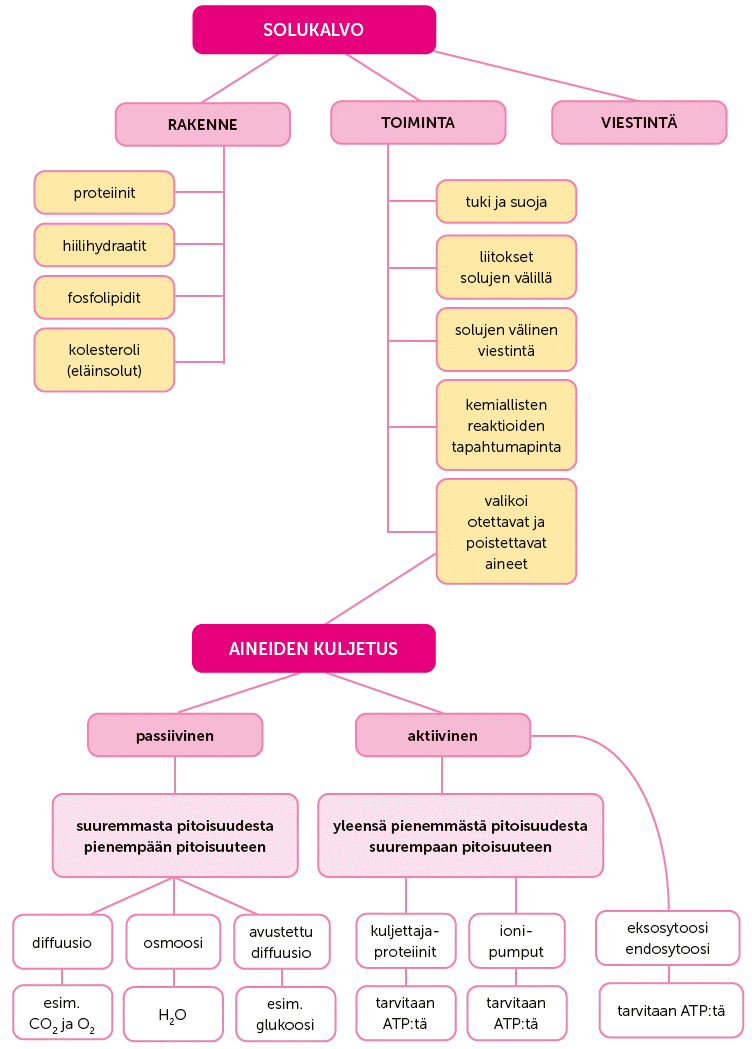 SOLUKALVO
RAKENNE
TOIMINTA
VIESTINTÄ
proteiinit
hiilihydraatit
fosfolipidit
kolesteroli
(eläinsolut)
tuki ja suoja
liitokset
solujen välillä
solujen välinen
viestintä
kemiallisten
reaktioiden
tapahtumapinta
valikoi
otettavat ja
poistettavat
aineet
AINEIDEN KULJETUS
passiivinen
aktiivinen
suuremmasta pitoisuudesta
pienempään pitoisuuteen
yleensä pienemmästä pitoisuudesta
suurempaan pitoisuuteen
diffuusio
osmoosi
avustettu
diffuusio
kuljettaja-
proteiinit
ioni-
pumput
eksosytoosi
endosytoosi
esim.
CO₂ ja O₂
H₂O
esim.
glukoosi
tarvitaan
ATP:tä
tarvitaan
ATP:tä
tarvitaan ATP:tä